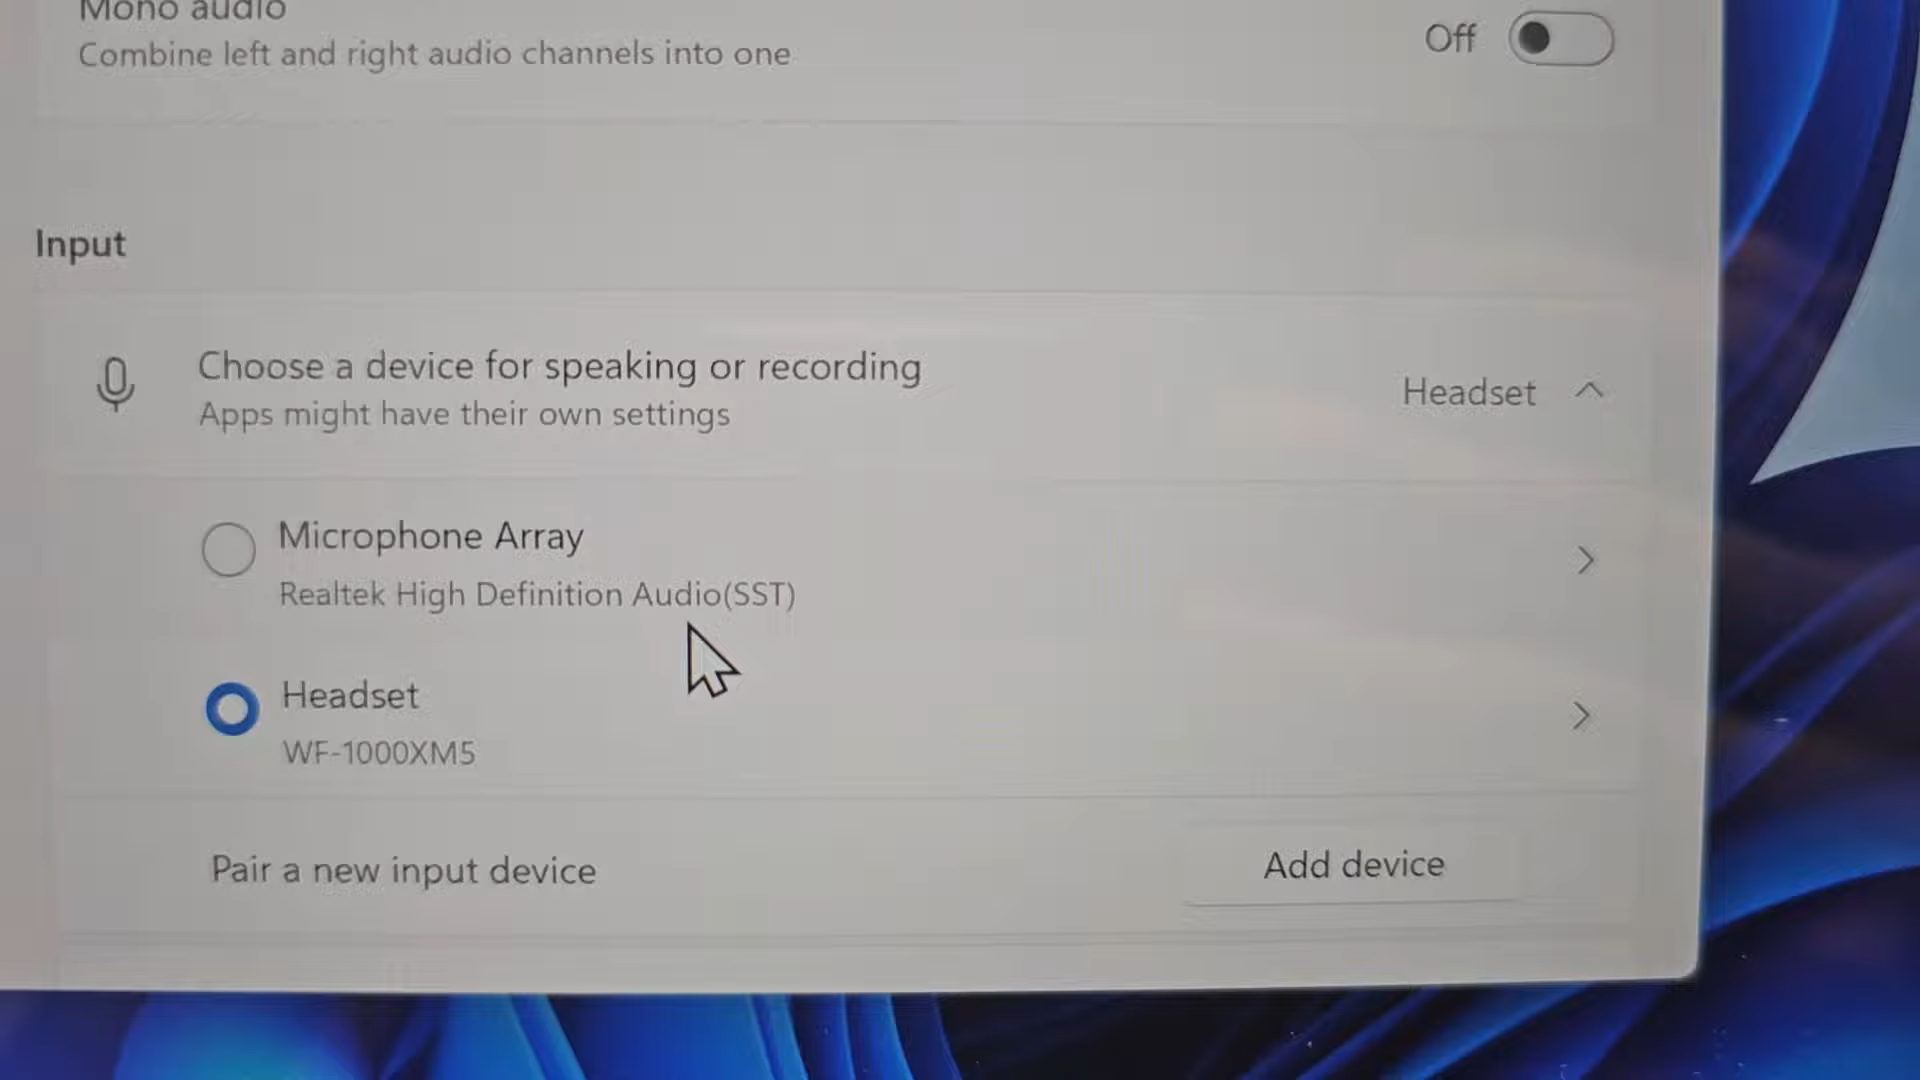 Mono audio
Combine left and right audio channels into one
Off
Input
Choose a device for speaking or recording
Apps might have their own settings
Headset
Microphone Array
Realtek High Definition Audio(SST)
Headset
WF-1000XM5
Pair a new input device
Add device